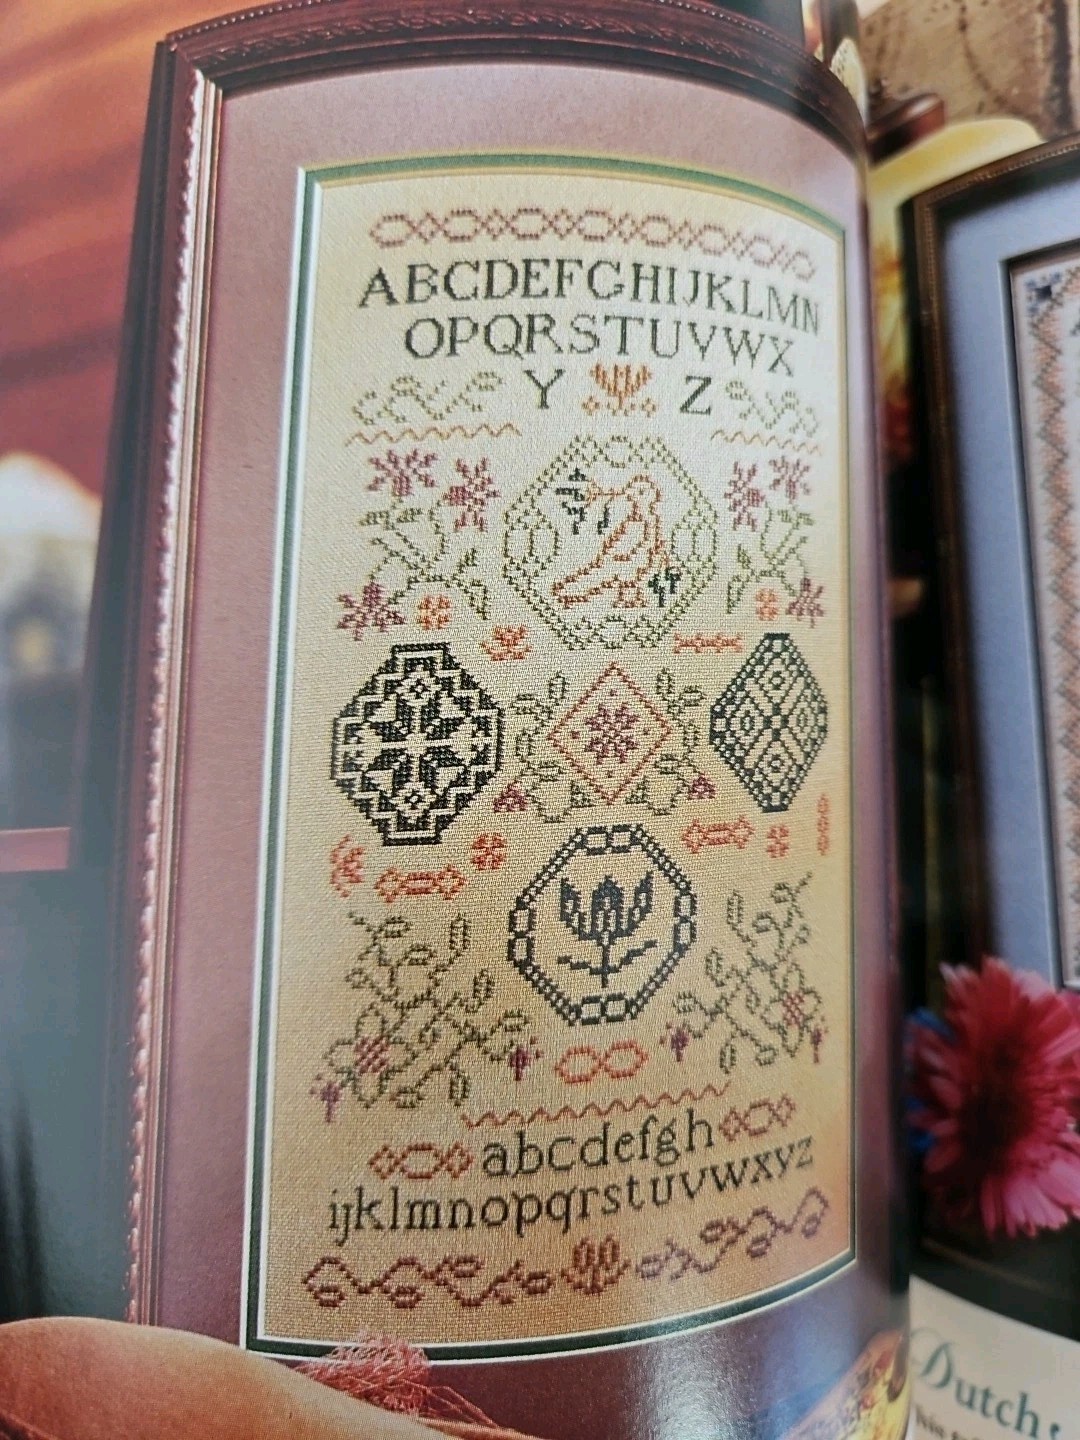 ABCDEFGHIJKLMN
OPQRSTUVWX
Y Z
abcdefgh
ijklmnopqrstuvwxyz
Dutch